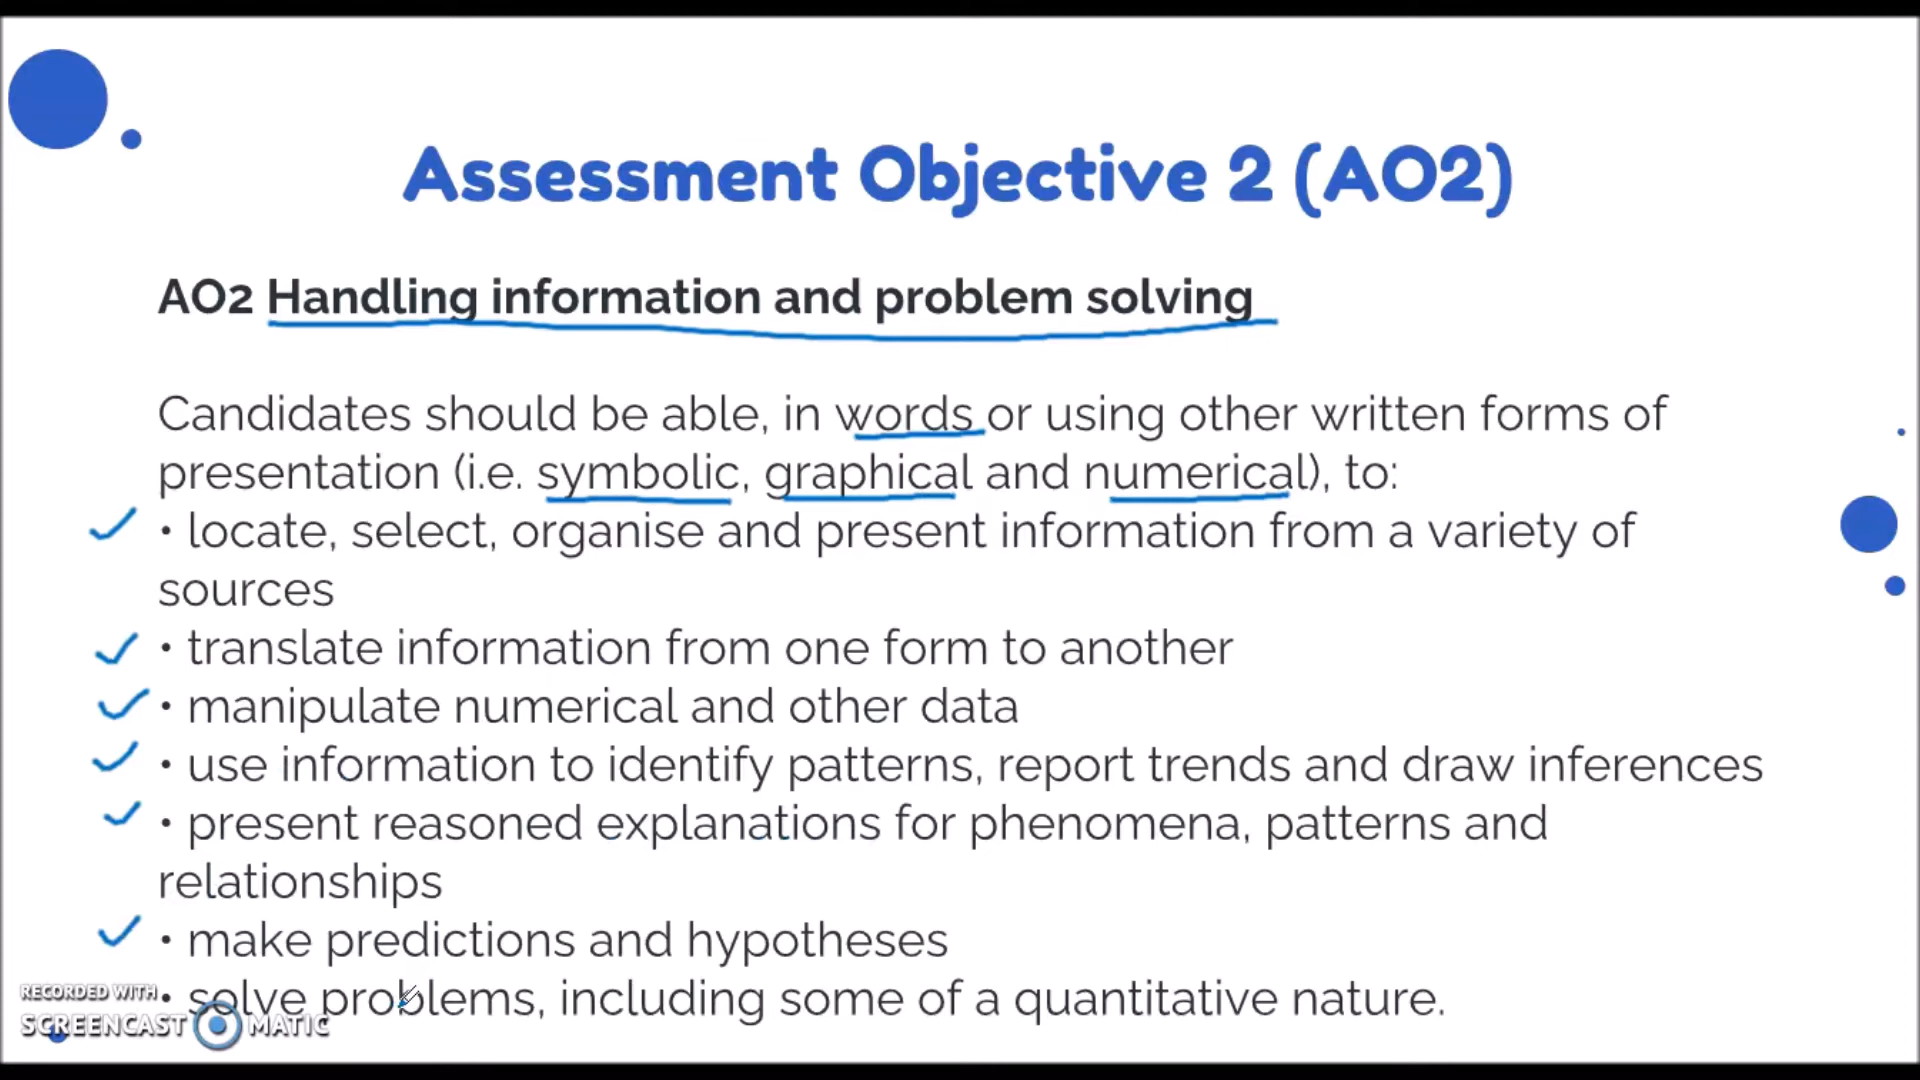 Assessment Objective 2 (AO2)
AO2 Handling information and problem solving
Candidates should be able, in words or using other written forms of
presentation (i.e. symbolic, graphical and numerical), to:
• locate, select, organise and present information from a variety of
sources
• translate information from one form to another
• manipulate numerical and other data
• use information to identify patterns, report trends and draw inferences
• present reasoned explanations for phenomena, patterns and
relationships
• make predictions and hypotheses
• solve problems, including some of a quantitative nature.
RECORDED WITH
SCREENCAST MATIC